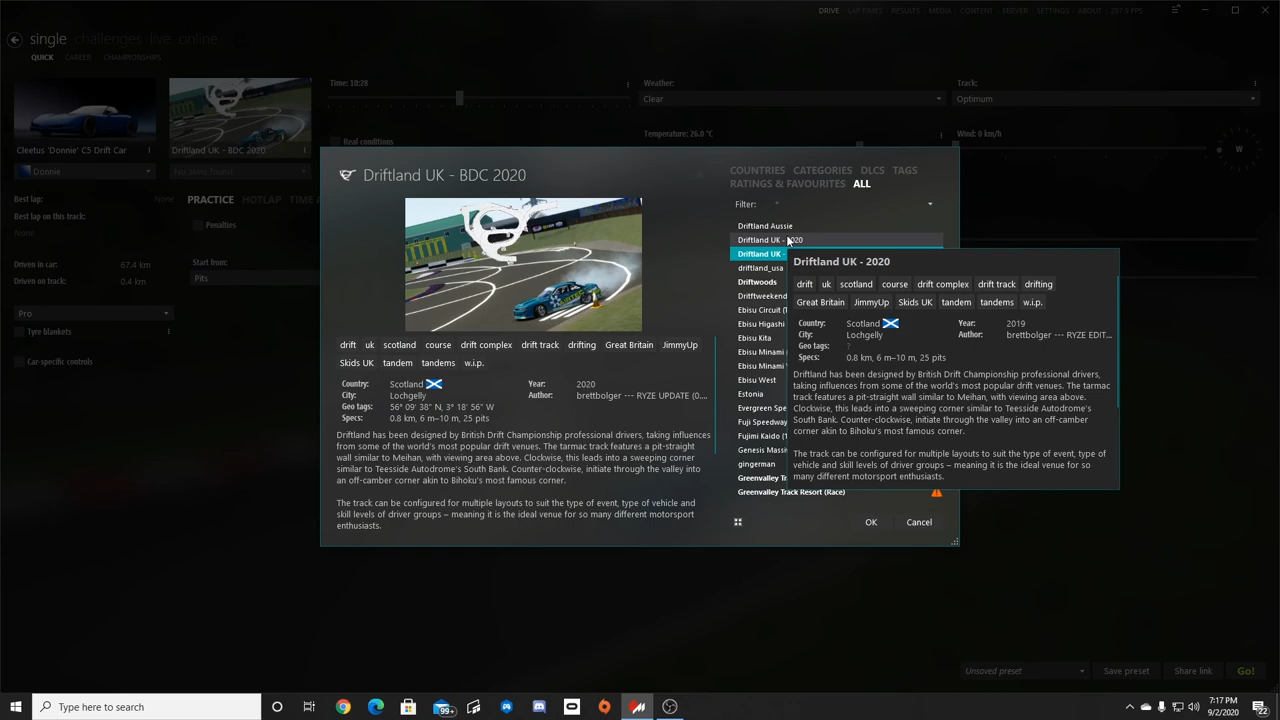 DRIVE LAP TIMES RESULTS MEDIA CONTENT SERVER SETTINGS ABOUT
single challenges live online
QUICK CAREER CHAMPIONSHIPS
Time: 10:28
Weather:
Track:
Clear
Optimum
Real conditions
Temperature: 26.0 °C
Wind: 0 km/h
W
Cleetus 'Donnie' C5 Drift Car
Driftland UK - BDC 2020
Donnie
No skins found
Best lap: None
Best lap on this track:
None
Driven in car: 67.4 km
Driven on track: 0.4 km
Pro
Tyre blankets
Car-specific controls
PRACTICE HOTLAP TIME A
Penalties
Start from:
Pits
Driftland UK - BDC 2020
drift uk scotland course drift complex drift track drifting Great Britain JimmyUp
Skids UK tandem tandems w.i.p.
Country: Scotland Year: 2020
City: Lochgelly Author: brettbolger --- RYZE UPDATE (0....
Geo tags: 56° 09' 38" N, 3° 18' 56" W
Specs: 0.8 km, 6 m–10 m, 25 pits
Driftland has been designed by British Drift Championship professional drivers, taking influences
from some of the world's most popular drift venues. The tarmac track features a pit-straight
wall similar to Meihan, with viewing area above. Clockwise, this leads into a sweeping corner
similar to Teesside Autodrome's South Bank. Counter-clockwise, initiate through the valley into
an off-camber corner akin to Bihoku's most famous corner.
The track can be configured for multiple layouts to suit the type of event, type of vehicle and
skill levels of driver groups – meaning it is the ideal venue for so many different motorsport
enthusiasts.
COUNTRIES CATEGORIES DLCS TAGS
RATINGS & FAVOURITES ALL
Filter: *
Driftland Aussie
Driftland UK - 2020
Driftland UK -
driftland_usa
Driftwoods
Driftweekend
Ebisu Circuit (
Ebisu Higashi
Ebisu Kita
Ebisu Minami
Ebisu Minami
Ebisu West
Estonia
Evergreen Spe
Fuji Speedway
Fujimi Kaido (
Genesis Massi
gingerman
Greenvalley Tr
Greenvalley Track Resort (Race)
OK Cancel
Driftland UK - 2020
drift uk scotland course drift complex drift track drifting
Great Britain JimmyUp Skids UK tandem tandems w.i.p.
Country: Scotland Year: 2019
City: Lochgelly Author: brettbolger --- RYZE EDIT...
Geo tags: ?
Specs: 0.8 km, 6 m–10 m, 25 pits
Driftland has been designed by British Drift Championship professional drivers,
taking influences from some of the world's most popular drift venues. The tarmac
track features a pit-straight wall similar to Meihan, with viewing area above.
Clockwise, this leads into a sweeping corner similar to Teesside Autodrome's
South Bank. Counter-clockwise, initiate through the valley into an off-camber
corner akin to Bihoku's most famous corner.
The track can be configured for multiple layouts to suit the type of event, type of
vehicle and skill levels of driver groups – meaning it is the ideal venue for so
many different motorsport enthusiasts.
Unsaved preset
Save preset Share link Go!
Type here to search
99+
7:17 PM
9/2/2020
22